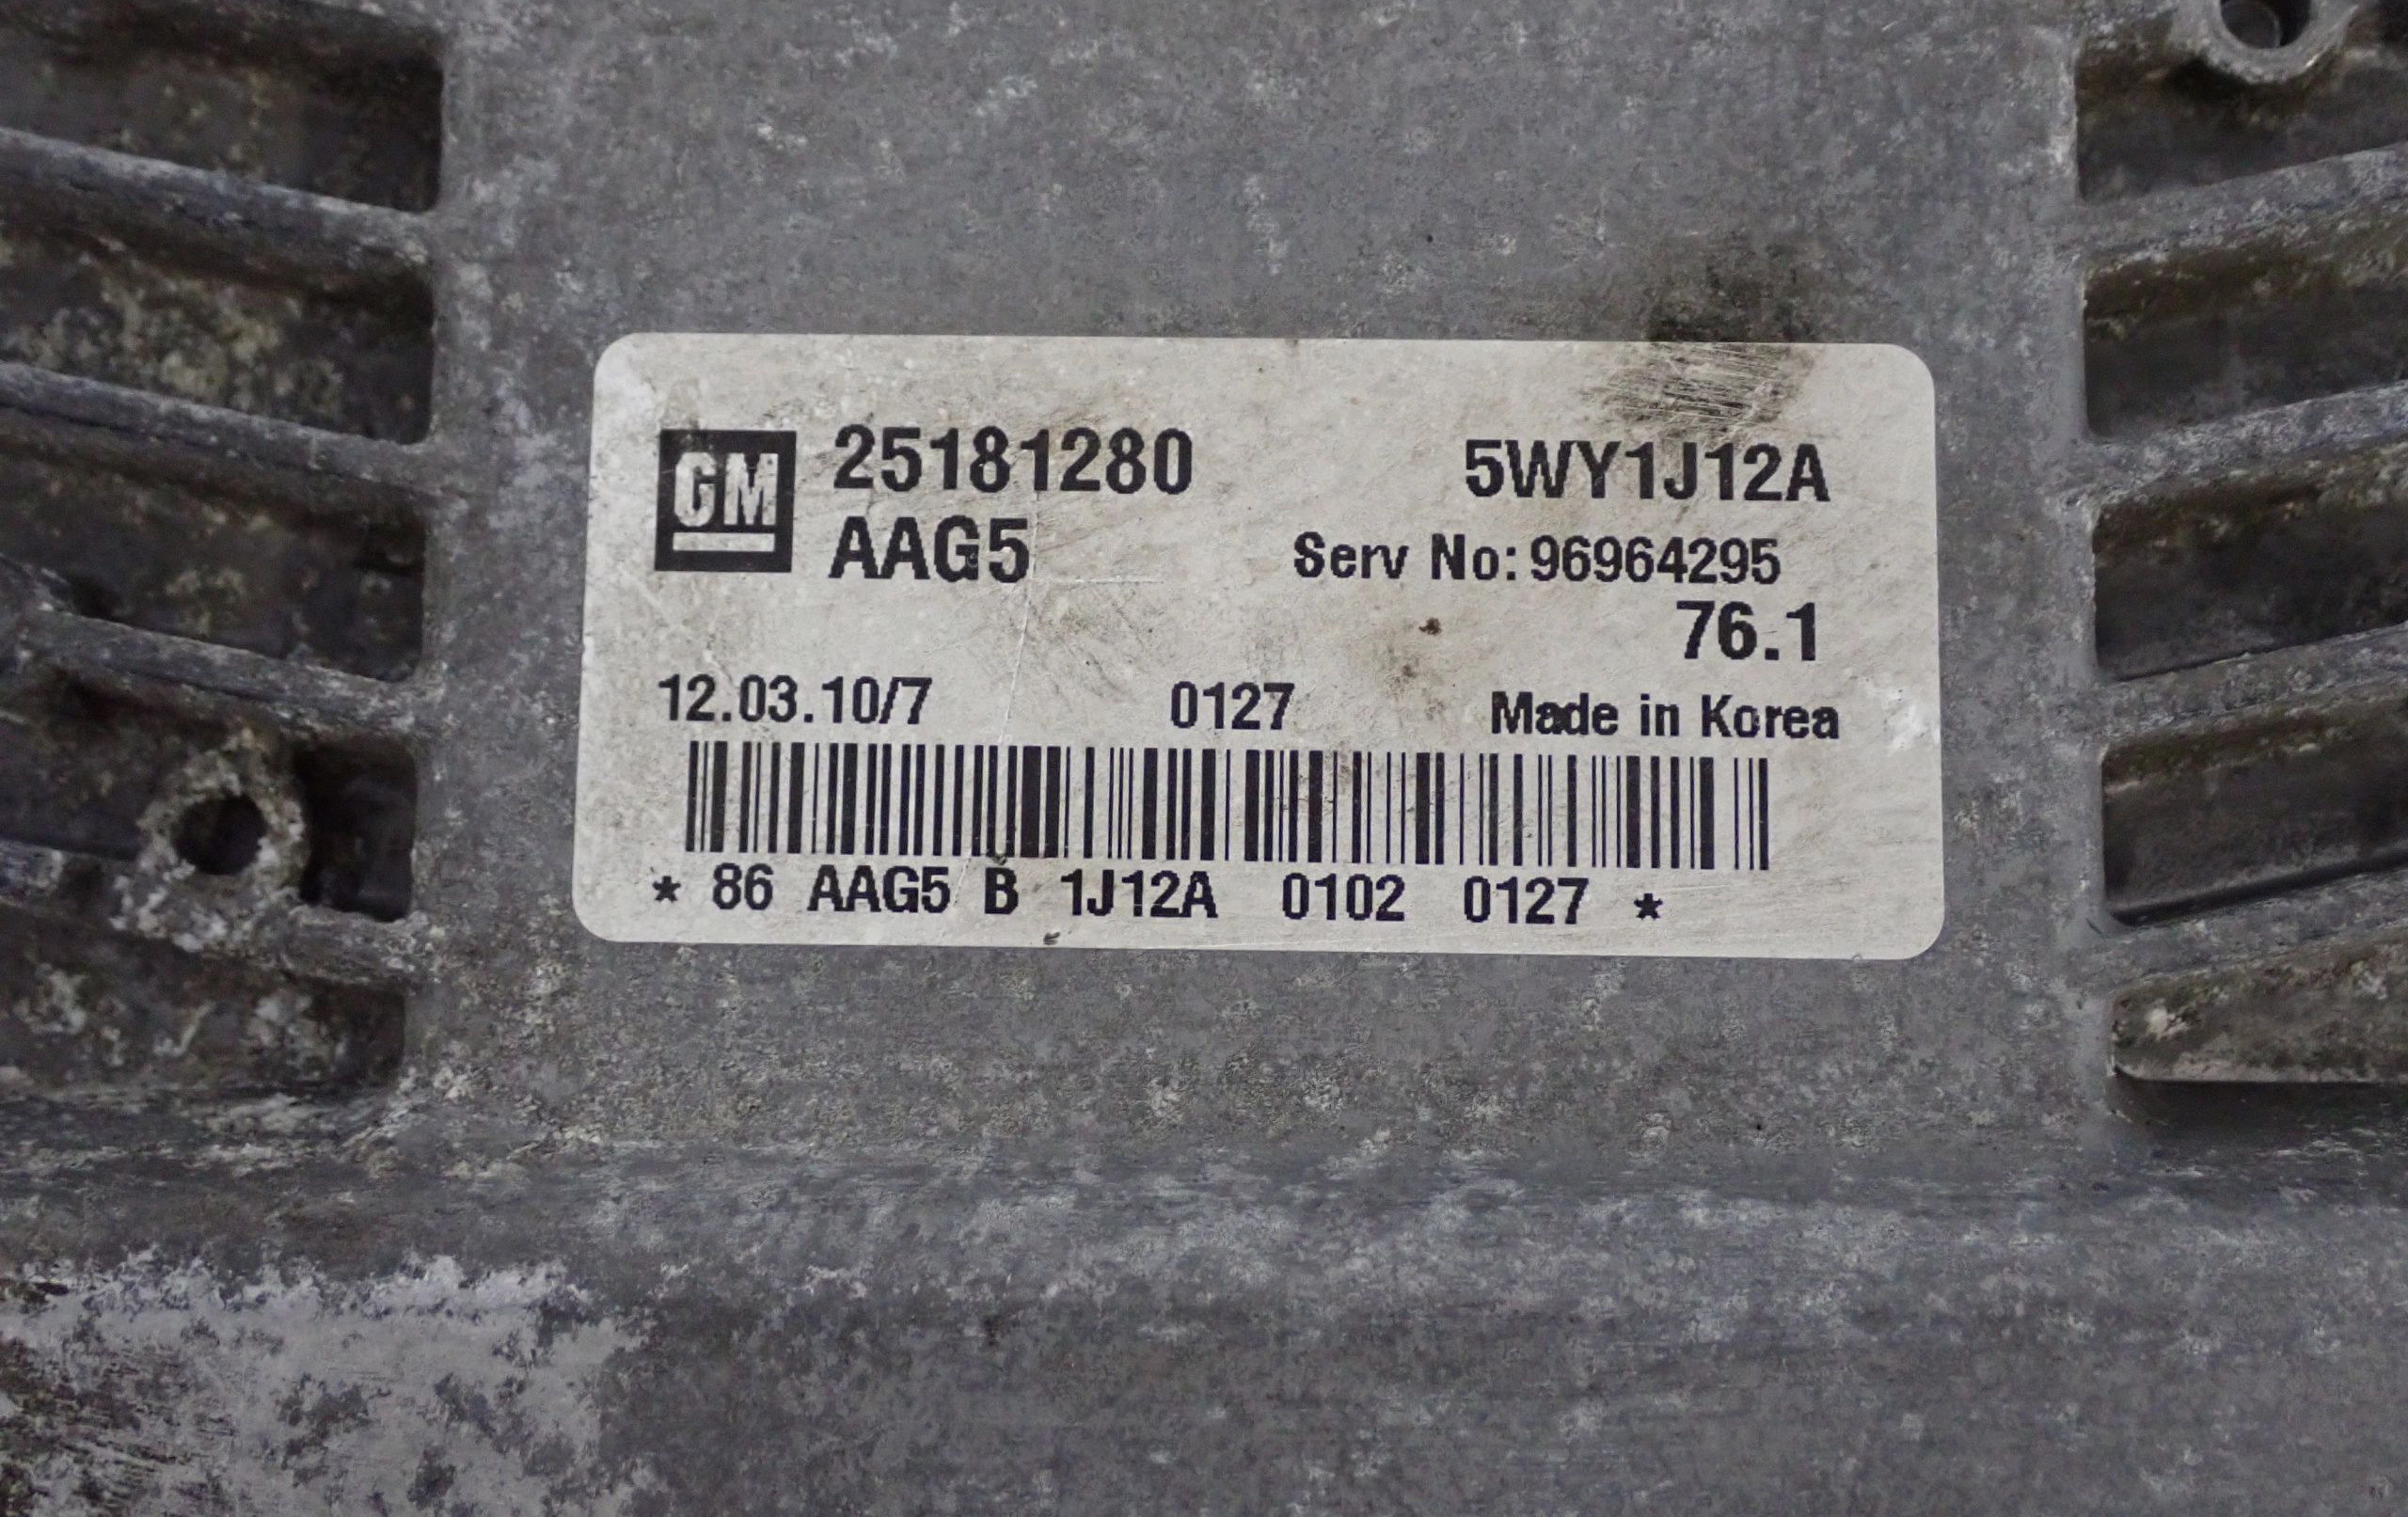 GM 25181280 5WY1J12A
AAG5 Serv No: 96964295
76.1
12.03.10/7 0127 Made in Korea
* 86 AAG5 B 1J12A 0102 0127 *